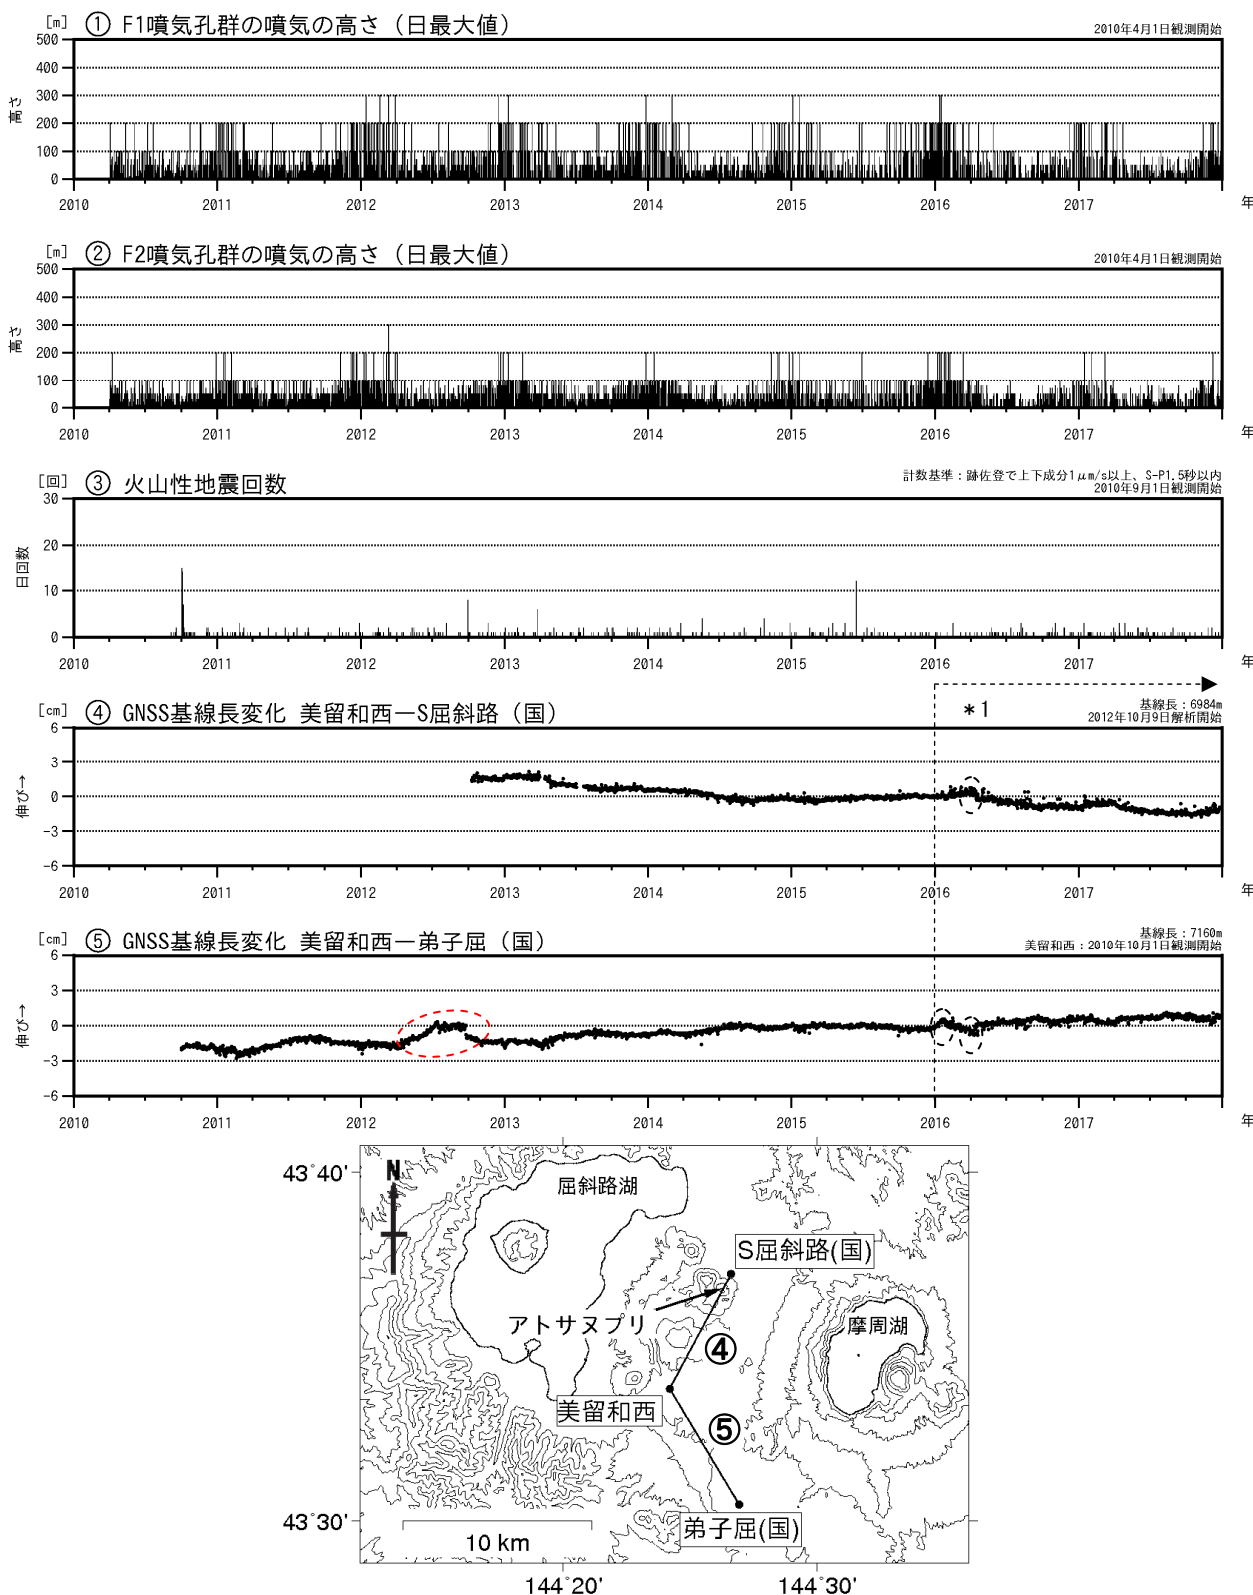 [m] ① F1噴気孔群の噴気の高さ（日最大値）
2010年4月1日観測開始
500
400
300
200
100
0
高さ
2010 2011 2012 2013 2014 2015 2016 2017 年
[m] ② F2噴気孔群の噴気の高さ（日最大値）
2010年4月1日観測開始
500
400
300
200
100
0
高さ
2010 2011 2012 2013 2014 2015 2016 2017 年
[回] ③ 火山性地震回数
計数基準：跡佐登で上下成分1μm/s以上、S-P1.5秒以内
2010年9月1日観測開始
30
20
10
0
日回数
2010 2011 2012 2013 2014 2015 2016 2017 年
[cm] ④ GNSS基線長変化 美留和西－S屈斜路（国）
＊1
基線長：6984m
2012年10月9日解析開始
6
3
0
-3
-6
伸び→
2010 2011 2012 2013 2014 2015 2016 2017 年
[cm] ⑤ GNSS基線長変化 美留和西－弟子屈（国）
基線長：7160m
美留和西：2010年10月1日観測開始
6
3
0
-3
-6
伸び→
2010 2011 2012 2013 2014 2015 2016 2017 年
43°40'
N
屈斜路湖
S屈斜路(国)
アトサヌプリ
摩周湖
④
美留和西
⑤
弟子屈(国)
43°30'
10 km
144°20' 144°30'